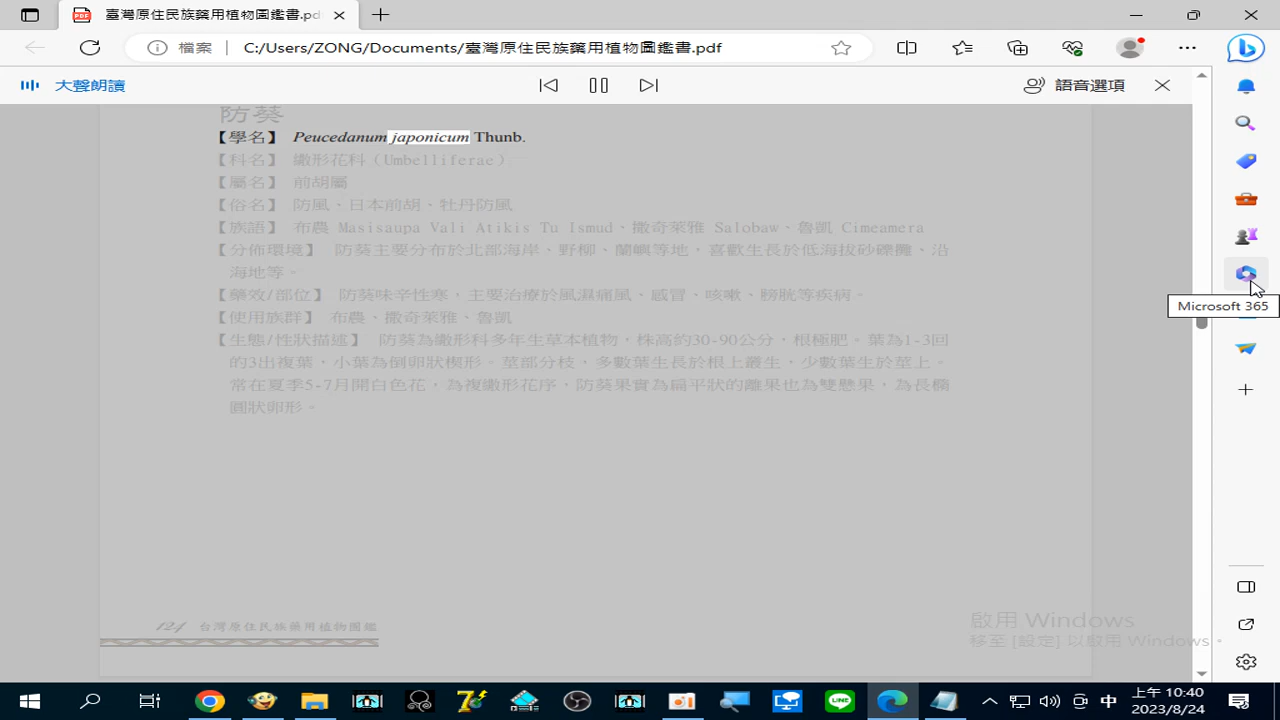 臺灣原住民族藥用植物圖鑑書.pdf
檔案
C:/Users/ZONG/Documents/臺灣原住民族藥用植物圖鑑書.pdf
大聲朗讀
語音選項
防葵
【學名】 Peucedanum japonicum Thunb.
【科名】 繖形花科（Umbelliferae）
【屬名】 前胡屬
【俗名】 防風、日本前胡、牡丹防風
【族語】 布農 Masisaupa Vali Atikis Tu Ismud、撒奇萊雅 Salobaw、魯凱 Cimeamera
【分佈環境】 防葵主要分布於北部海岸、野柳、蘭嶼等地，喜歡生長於低海拔砂礫攤、沿
海地等。
【藥效/部位】 防葵味辛性寒，主要治療於風濕痛風、感冒、咳嗽、膀胱等疾病。
【使用族群】 布農、撒奇萊雅、魯凱
【生態/性狀描述】 防葵為繖形科多年生草本植物，株高約30-90公分，根極肥。葉為1-3回
的3出複葉，小葉為倒卵狀楔形。莖部分枝，多數葉生長於根上叢生，少數葉生於莖上。
常在夏季5-7月開白色花，為複繖形花序，防葵果實為扁平狀的離果也為雙懸果，為長橢
圓狀卵形。
124 台灣原住民族藥用植物圖鑑
Microsoft 365
啟用 Windows
移至 [設定] 以啟用 Windows。
中
上午 10:40
2023/8/24